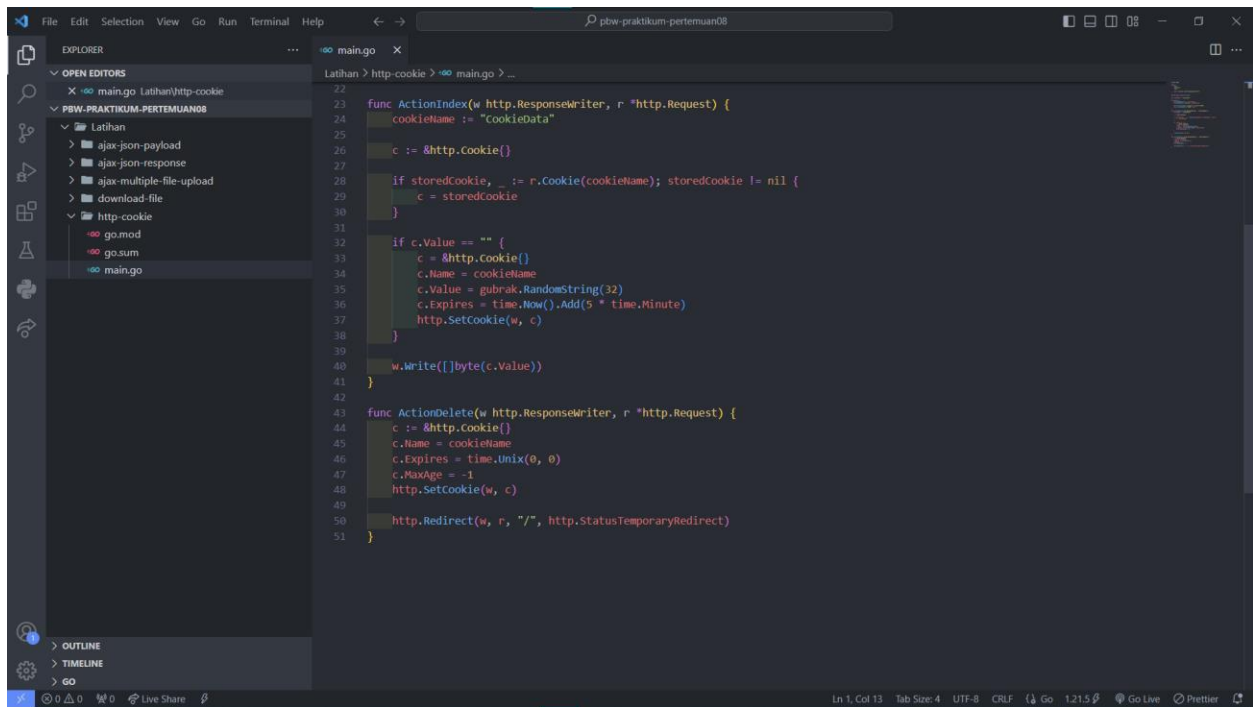 File Edit Selection View Go Run Terminal Help
pbw-praktikum-pertemuan08
EXPLORER
OPEN EDITORS
main.go Latihan\http-cookie
PBW-PRAKTIKUM-PERTEMUAN08
Latihan
ajax-json-payload
ajax-json-response
ajax-multiple-file-upload
download-file
http-cookie
go.mod
go.sum
main.go
OUTLINE
TIMELINE
GO
main.go
Latihan > http-cookie > main.go > ...
22
23 func ActionIndex(w http.ResponseWriter, r *http.Request) {
24 cookieName := "CookieData"
25
26 c := &http.Cookie{}
27
28 if storedCookie, _ := r.Cookie(cookieName); storedCookie != nil {
29 c = storedCookie
30 }
31
32 if c.Value == "" {
33 c = &http.Cookie{}
34 c.Name = cookieName
35 c.Value = gubrak.RandomString(32)
36 c.Expires = time.Now().Add(5 * time.Minute)
37 http.SetCookie(w, c)
38 }
39
40 w.Write([]byte(c.Value))
41 }
42
43 func ActionDelete(w http.ResponseWriter, r *http.Request) {
44 c := &http.Cookie{}
45 c.Name = cookieName
46 c.Expires = time.Unix(0, 0)
47 c.MaxAge = -1
48 http.SetCookie(w, c)
49
50 http.Redirect(w, r, "/", http.StatusTemporaryRedirect)
51 }
1
0 0 0 Live Share
Ln 1, Col 13 Tab Size: 4 UTF-8 CRLF Go 1.21.5 Go Live Prettier